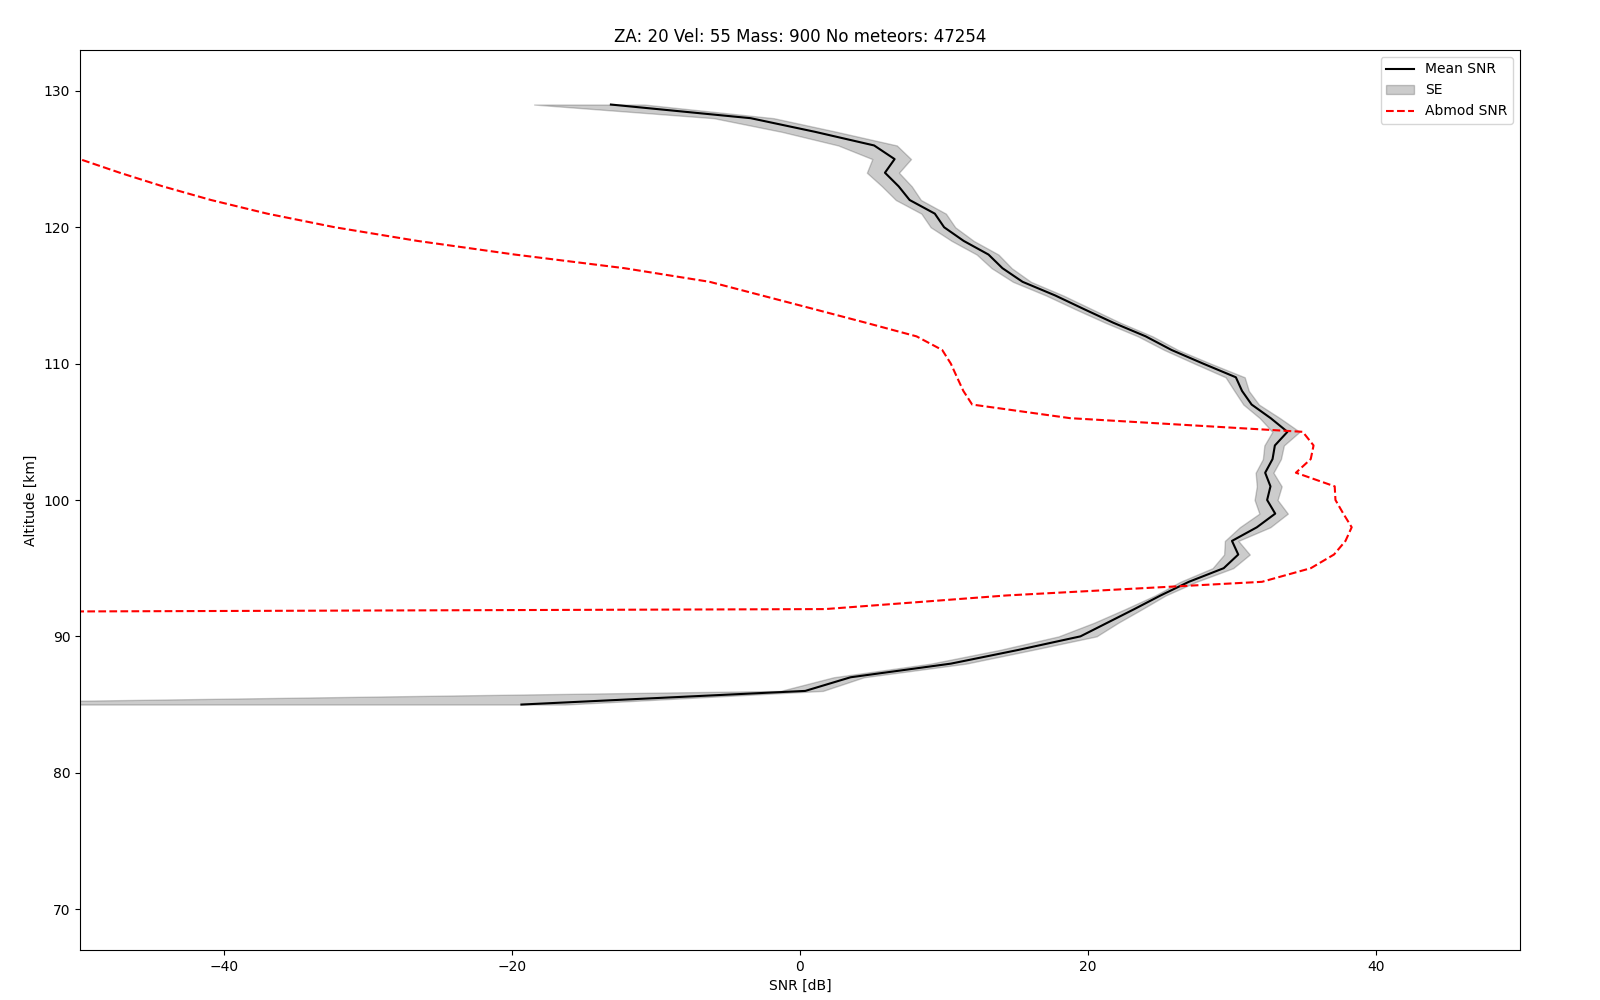 ZA: 20 Vel: 55 Mass: 900 No meteors: 47254
Mean SNR
SE
Abmod SNR
130
120
110
100
90
80
70
Altitude [km]
−40
−20
0
20
40
SNR [dB]